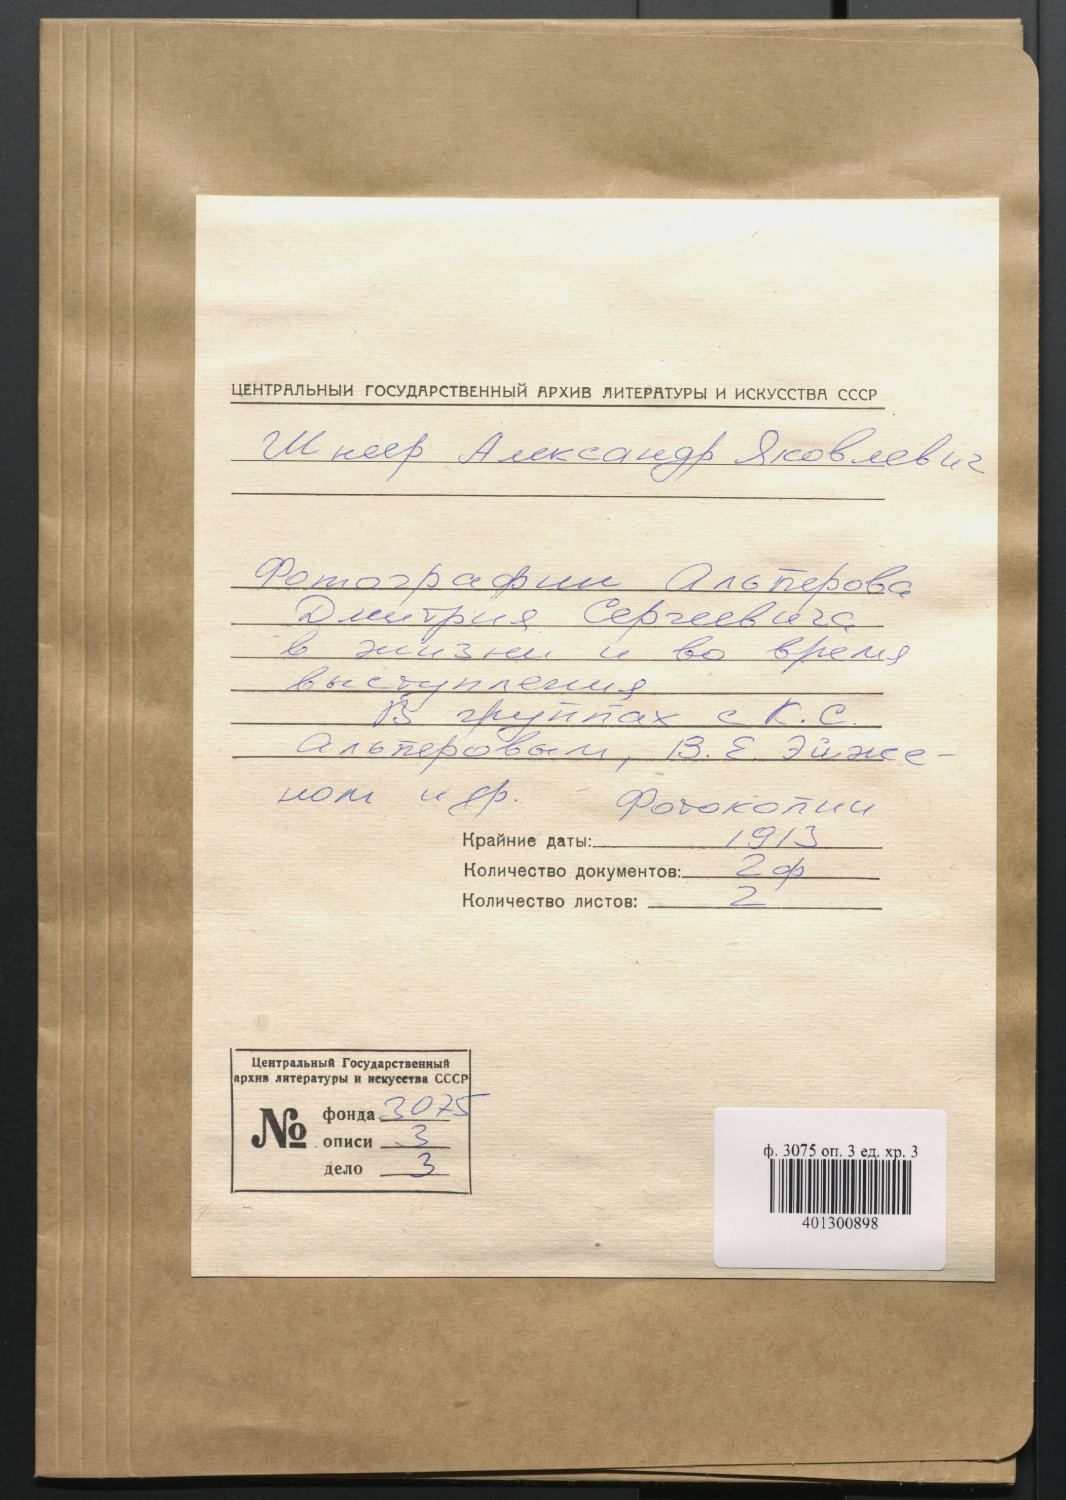 ЦЕНТРАЛЬНЫЙ ГОСУДАРСТВЕННЫЙ АРХИВ ЛИТЕРАТУРЫ И ИСКУССТВА СССР
Шнеер Александр Яковлевич
Фотографии Альперова
Дмитрия Сергеевича
в жизни и во время
выступления
В группах с К.С.
Альперовым, В.Е. Эйже-
ном и др. Фотокопии
Крайние даты: 1913
Количество документов: 2ф
Количество листов: 2
Центральный Государственный
архив литературы и искусства СССР
№ фонда 3075
описи 3
дело 3
ф. 3075 оп. 3 ед. хр. 3
401300898